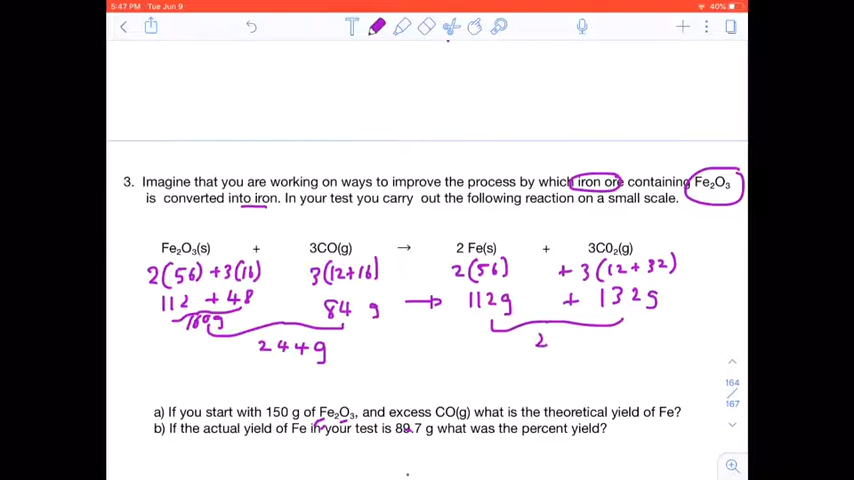 5:47 PM Tue Jun 9
40%
3. Imagine that you are working on ways to improve the process by which iron ore containing Fe₂O₃
is converted into iron. In your test you carry out the following reaction on a small scale.
Fe₂O₃(s) + 3CO(g) → 2 Fe(s) + 3C0₂(g)
2(56) +3(16) 3(12+16) 2(56) + 3(12+32)
112 + 48 84 g → 112g + 132g
160g
244g 2
a) If you start with 150 g of Fe₂O₃, and excess CO(g) what is the theoretical yield of Fe?
b) If the actual yield of Fe in your test is 89.7 g what was the percent yield?
164
/
167